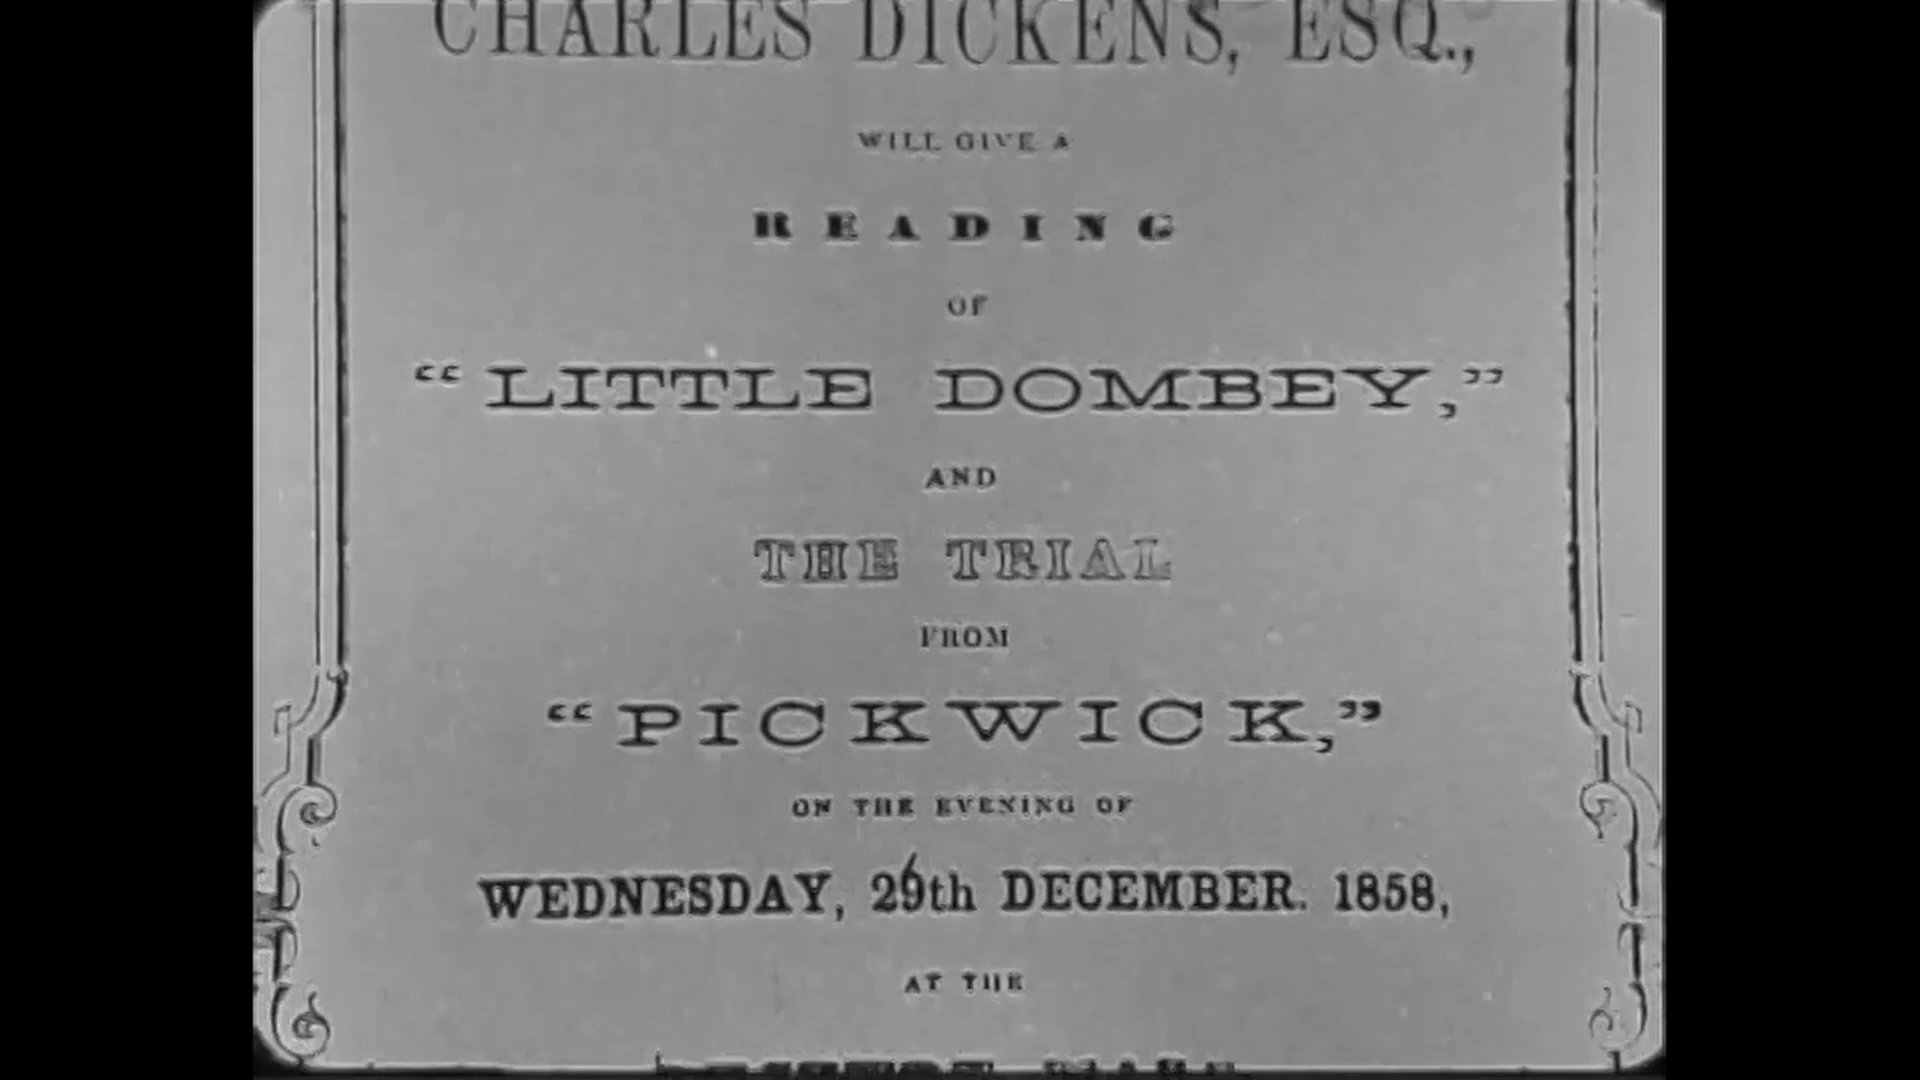 CHARLES DICKENS, ESQ.,
WILL GIVE A
READING
OF
“LITTLE DOMBEY,”
AND
THE TRIAL
FROM
“PICKWICK,”
ON THE EVENING OF
WEDNESDAY, 29th DECEMBER. 1858,
AT THE